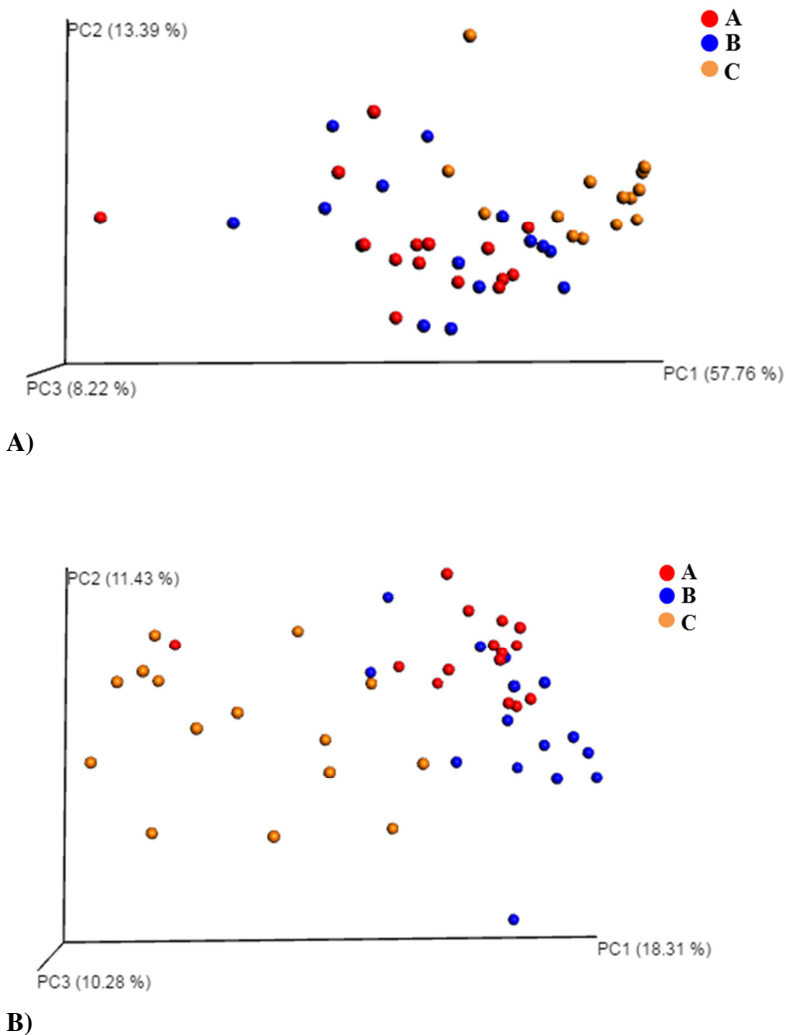 PC2 (13.39 %)
A
B
C
PC1 (57.76 %)
PC3 (8.22 %)
A)
PC2 (11.43 %)
A
B
C
PC1 (18.31 %)
PC3 (10.28 %)
B)